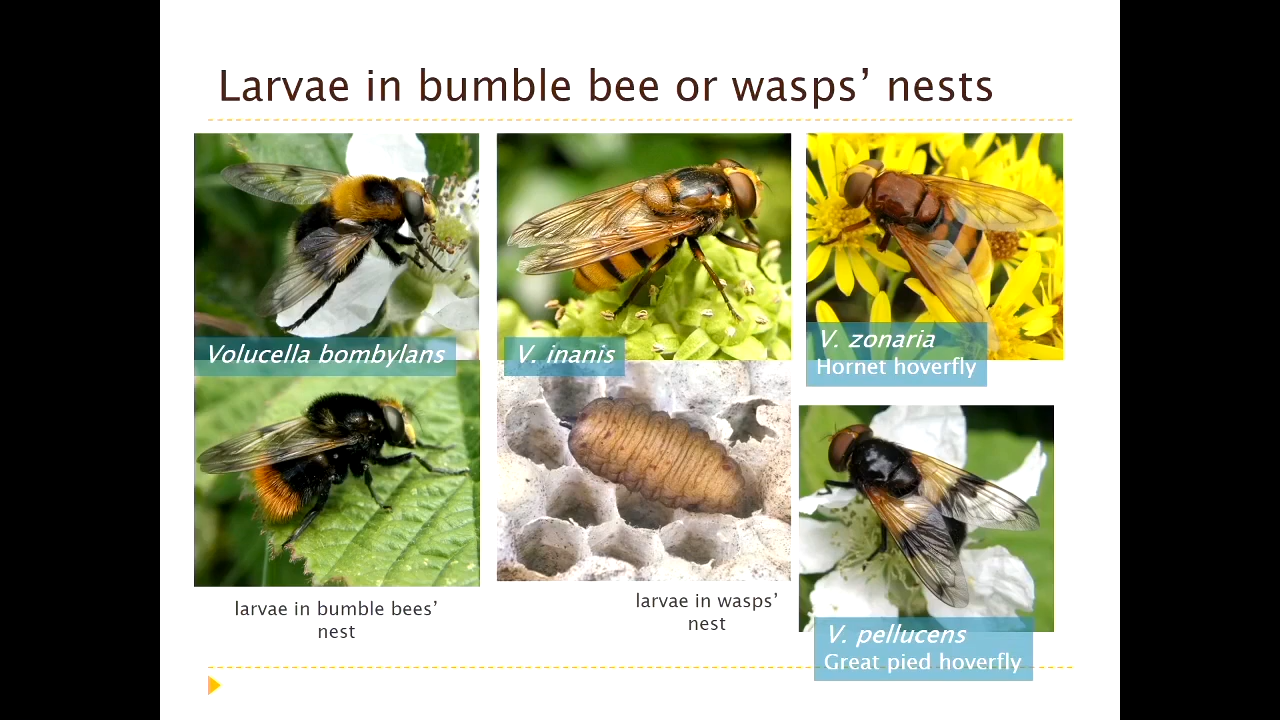 Larvae in bumble bee or wasps’ nests
Volucella bombylans
V. inanis
V. zonaria
Hornet hoverfly
larvae in bumble bees’
nest
larvae in wasps’
nest
V. pellucens
Great pied hoverfly